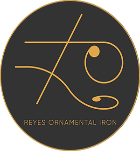 REYES ORNAMENTAL IRON